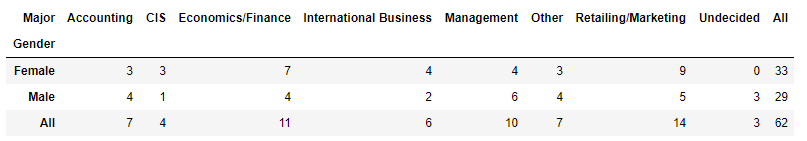 Major Accounting CIS Economics/Finance International Business Management Other Retailing/Marketing Undecided All
Gender
Female 3 3 7 4 4 3 9 0 33
Male 4 1 4 2 6 4 5 3 29
All 7 4 11 6 10 7 14 3 62